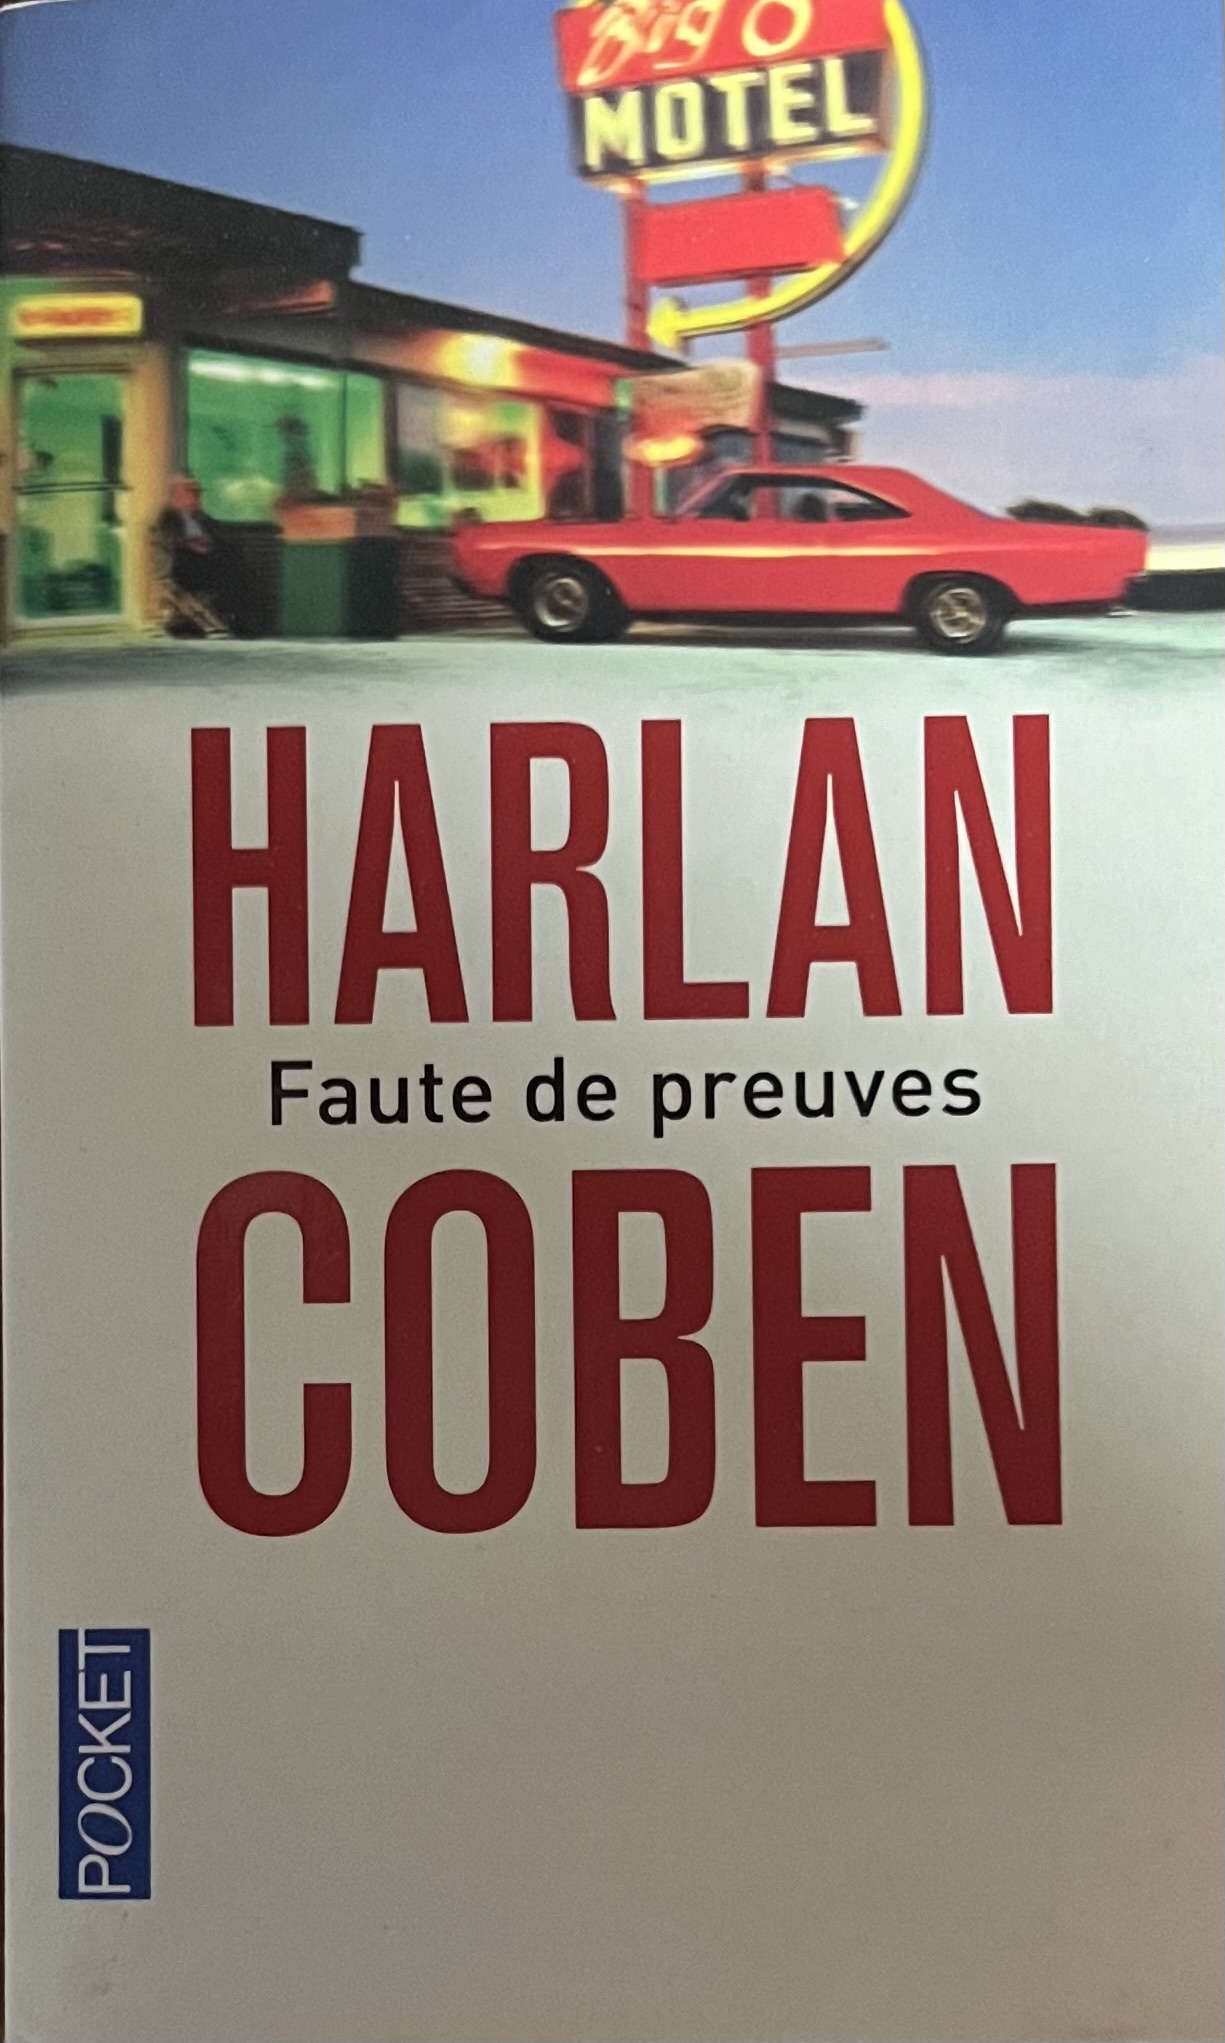 Big 8
MOTEL
HARLAN
Faute de preuves
COBEN
POCKET